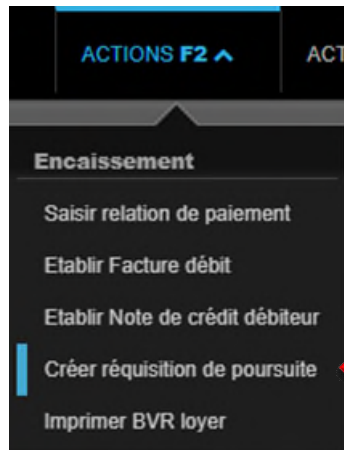 ACTIONS F2
ACT
Encaissement
Saisir relation de paiement
Etablir Facture débit
Etablir Note de crédit débiteur
Créer réquisition de poursuite
Imprimer BVR loyer